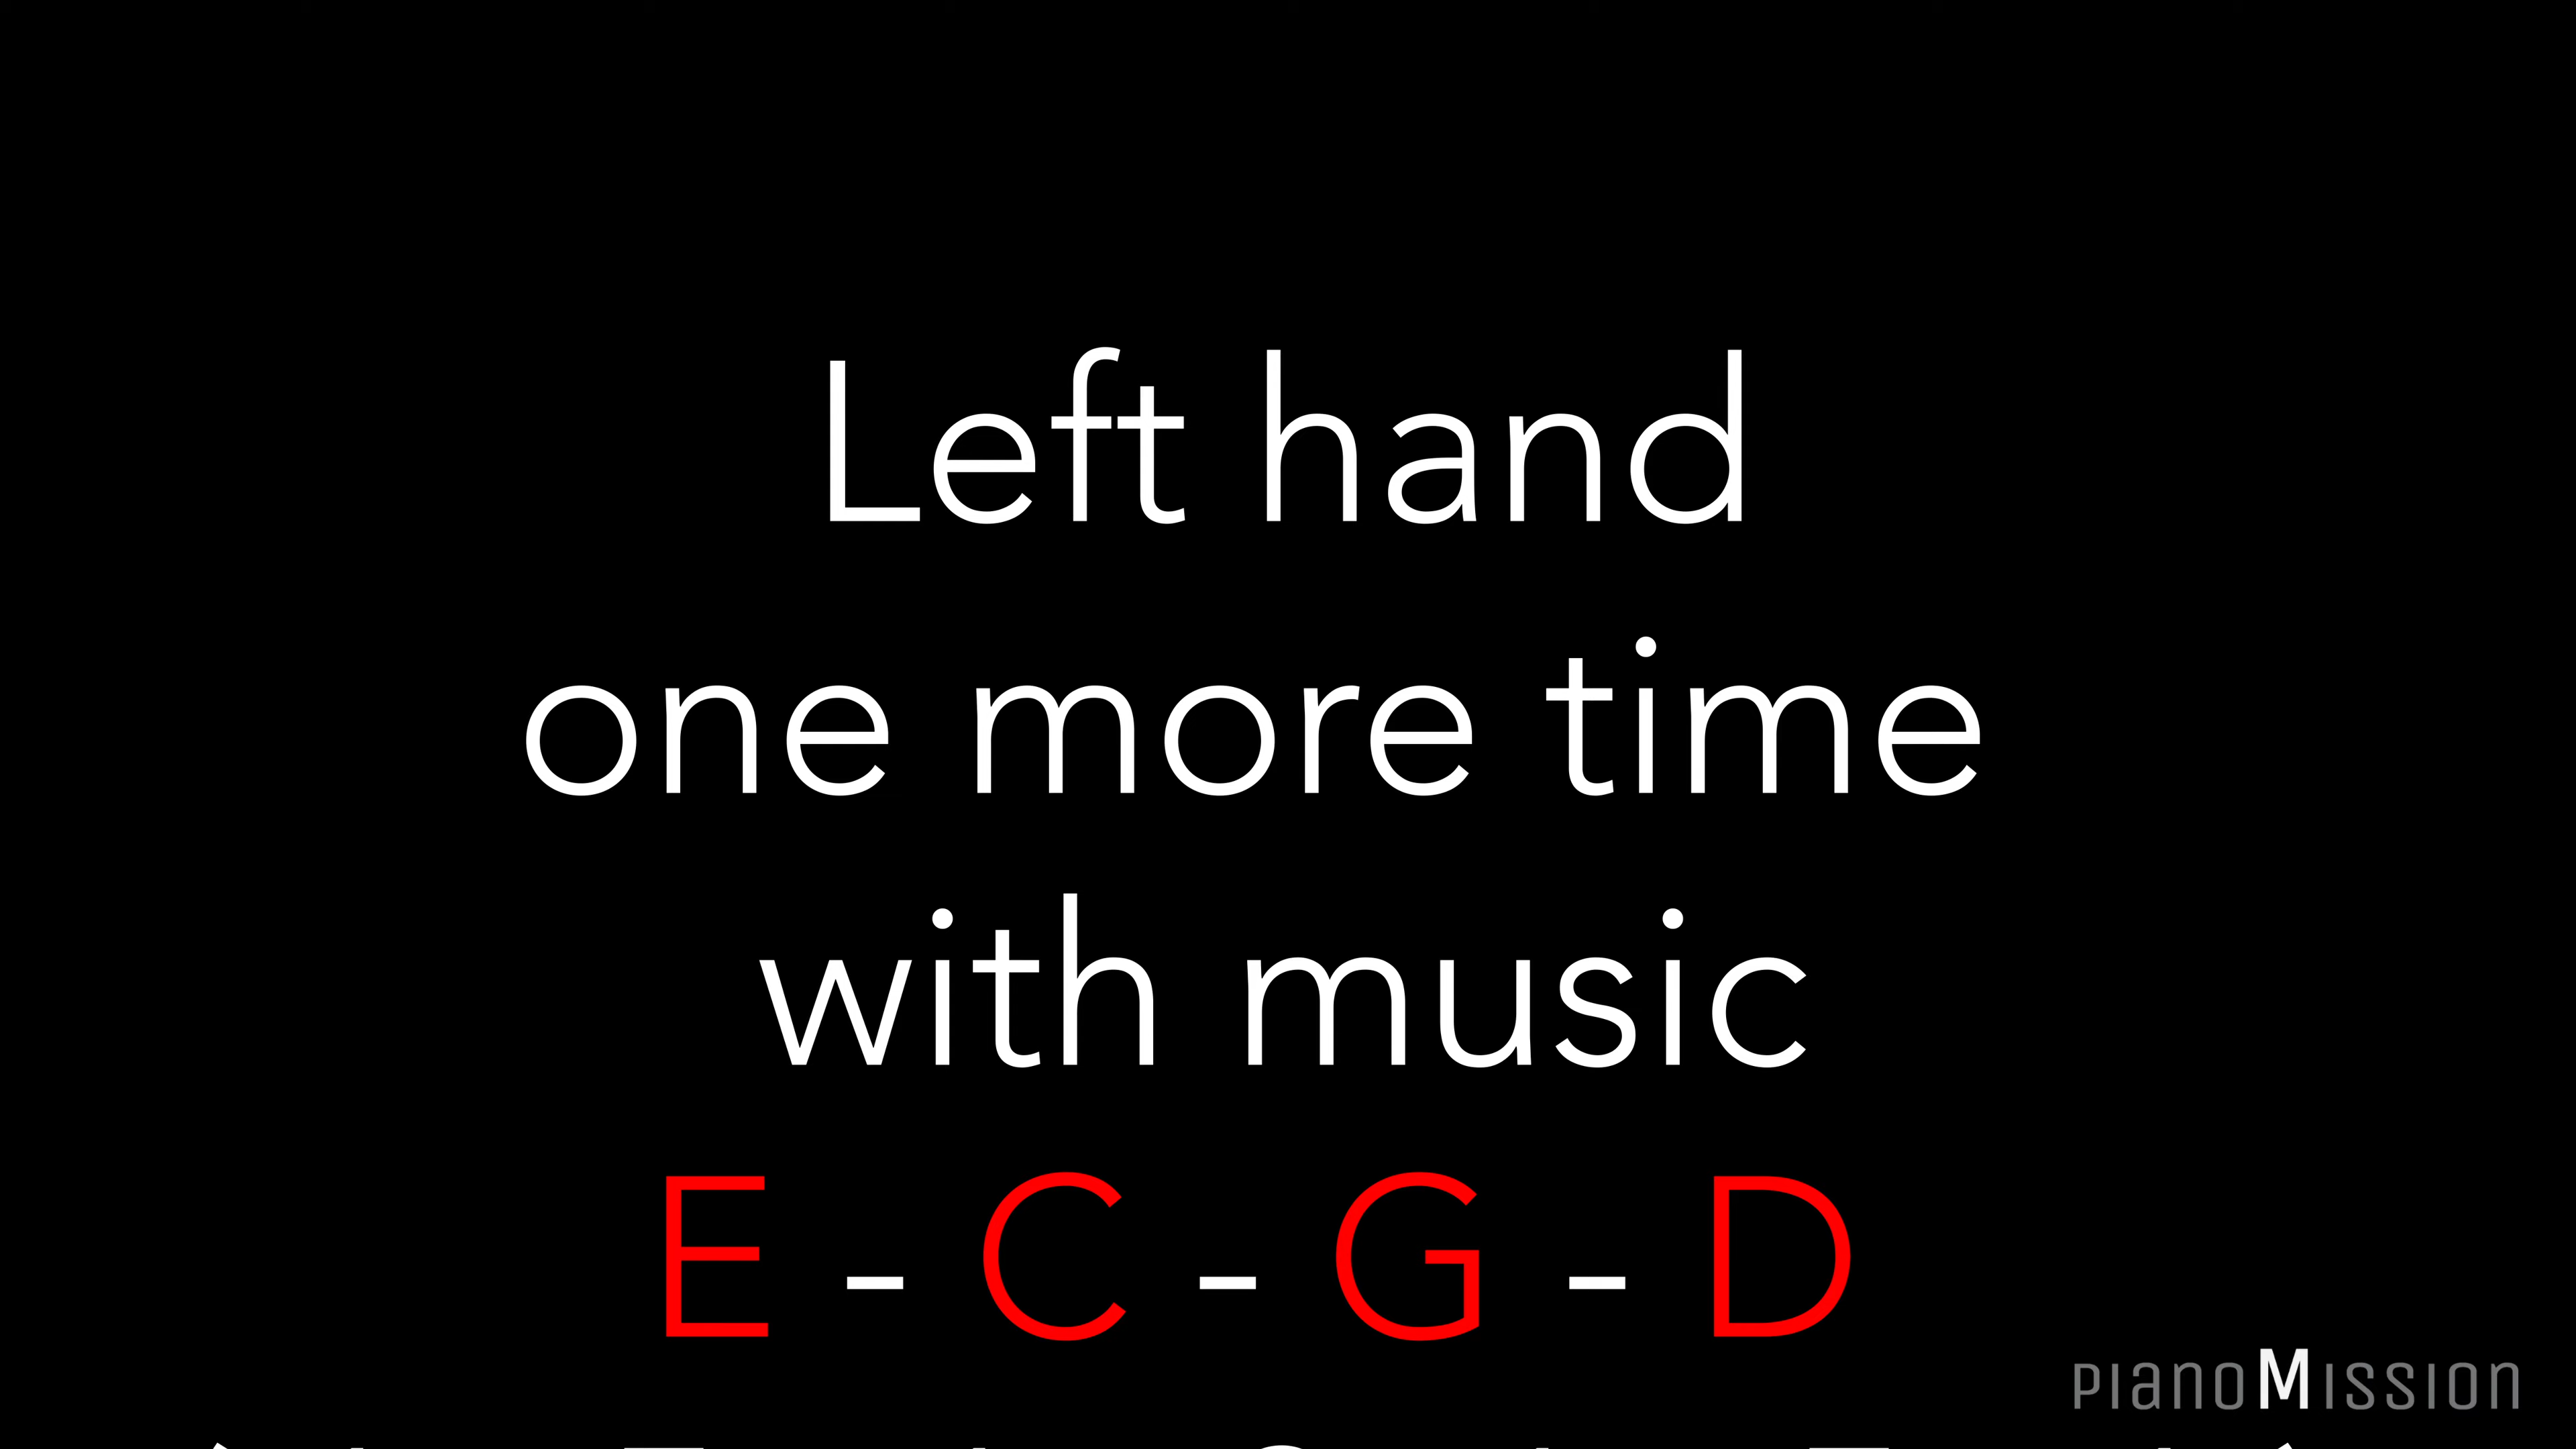 Left hand
one more time
with music
E - C - G - D
pianoMission